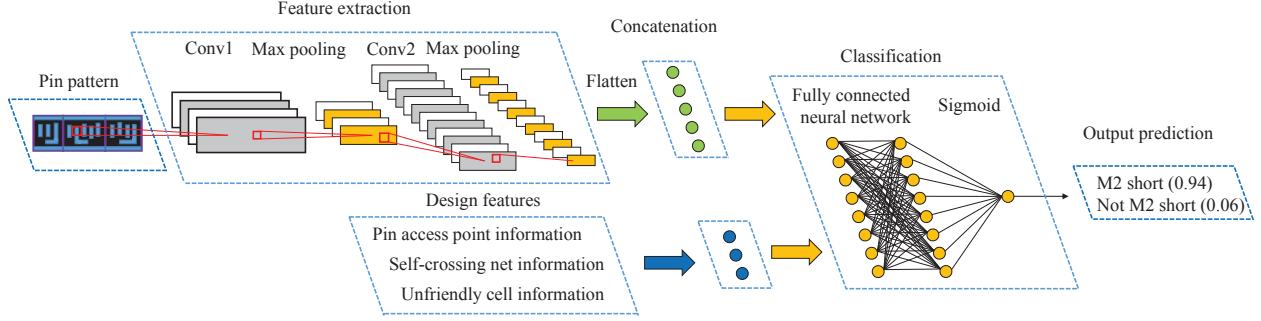 Feature extraction
Conv1
Max pooling
Conv2
Max pooling
Pin pattern
Flatten
Concatenation
Classification
Fully connected
neural network
Sigmoid
Output prediction
M2 short (0.94)
Not M2 short (0.06)
Design features
Pin access point information
Self-crossing net information
Unfriendly cell information